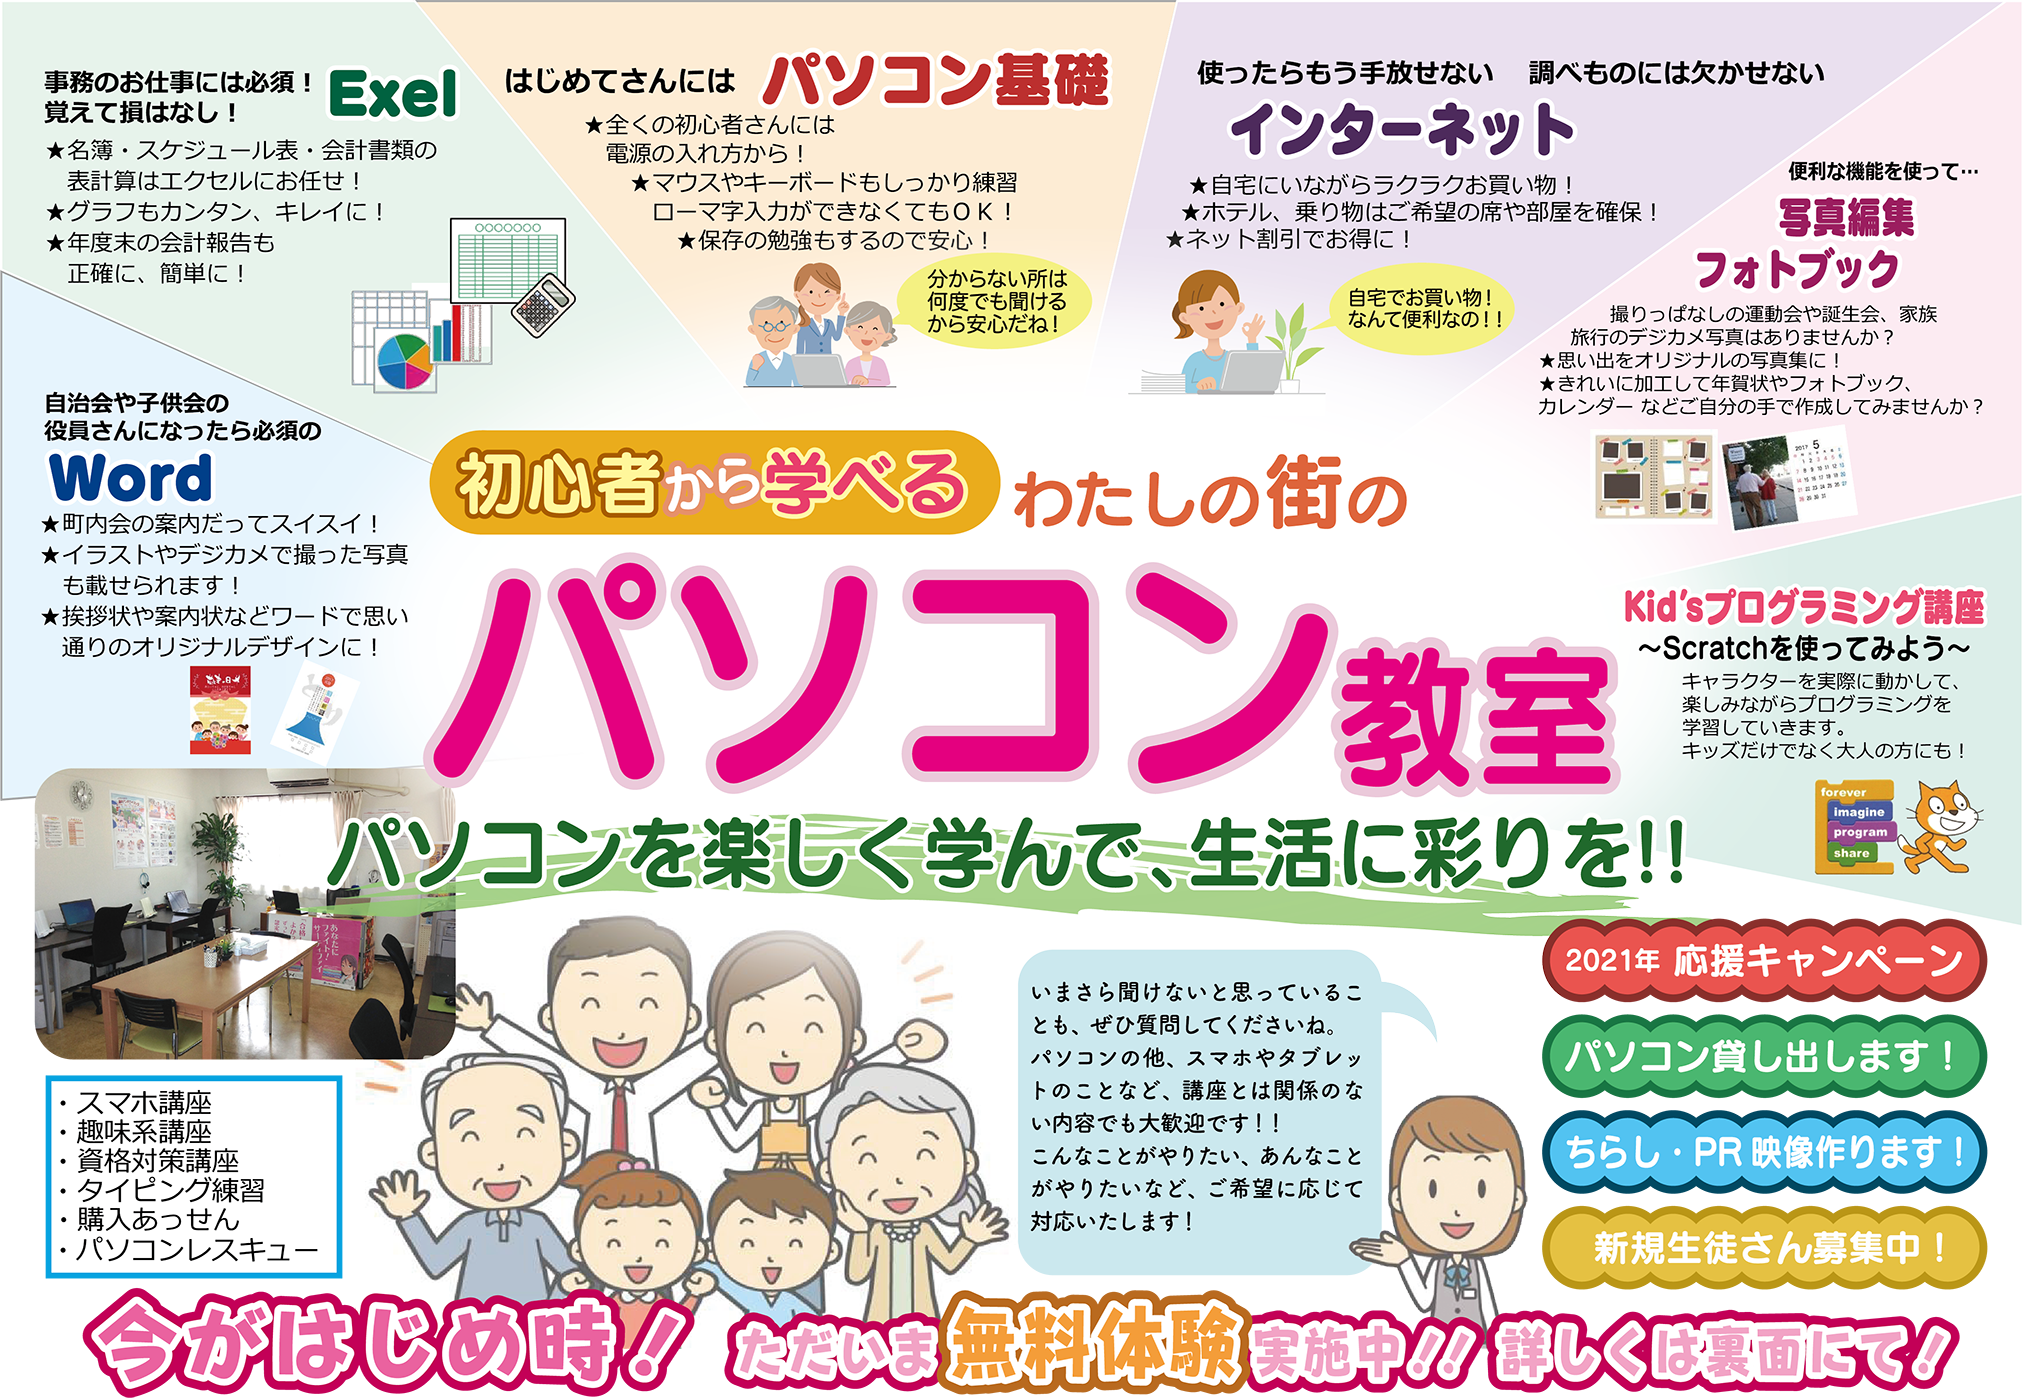 事務のお仕事には必須！
覚えて損はなし！
Exel
★名簿・スケジュール表・会計書類の
表計算はエクセルにお任せ！
★グラフもカンタン、キレイに！
★年度末の会計報告も
正確に、簡単に！
はじめてさんには
パソコン基礎
★全くの初心者さんには
電源の入れ方から！
★マウスやキーボードもしっかり練習
ローマ字入力ができなくてもＯＫ！
★保存の勉強もするので安心！
分からない所は
何度でも聞ける
から安心だね！
使ったらもう手放せない　調べものには欠かせない
インターネット
★自宅にいながらラクラクお買い物！
★ホテル、乗り物はご希望の席や部屋を確保！
★ネット割引でお得に！
自宅でお買い物！
なんて便利なの！！
便利な機能を使って…
写真編集
フォトブック
撮りっぱなしの運動会や誕生会、家族
旅行のデジカメ写真はありませんか？
★思い出をオリジナルの写真集に！
★きれいに加工して年賀状やフォトブック、
カレンダー などご自分の手で作成してみませんか？
2017 5
自治会や子供会の
役員さんになったら必須の
Word
★町内会の案内だってスイスイ！
★イラストやデジカメで撮った写真
も載せられます！
★挨拶状や案内状などワードで思い
通りのオリジナルデザインに！
初心者から学べる
わたしの街の
パソコン教室
パソコンを楽しく学んで、生活に彩りを!!
Kid'sプログラミング講座
～Scratchを使ってみよう～
キャラクターを実際に動かして、
楽しみながらプログラミングを
学習していきます。
キッズだけでなく大人の方にも！
forever
imagine
program
share
あなたに
ファイト！
サーティファイ
・スマホ講座
・趣味系講座
・資格対策講座
・タイピング練習
・購入あっせん
・パソコンレスキュー
いまさら聞けないと思っているこ
とも、ぜひ質問してくださいね。
パソコンの他、スマホやタブレッ
トのことなど、講座とは関係のな
い内容でも大歓迎です！！
こんなことがやりたい、あんなこと
がやりたいなど、ご希望に応じて
対応いたします！
2021年 応援キャンペーン
パソコン貸し出します！
ちらし・PR 映像作ります！
新規生徒さん募集中！
今がはじめ時！
ただいま無料体験実施中!! 詳しくは裏面にて！